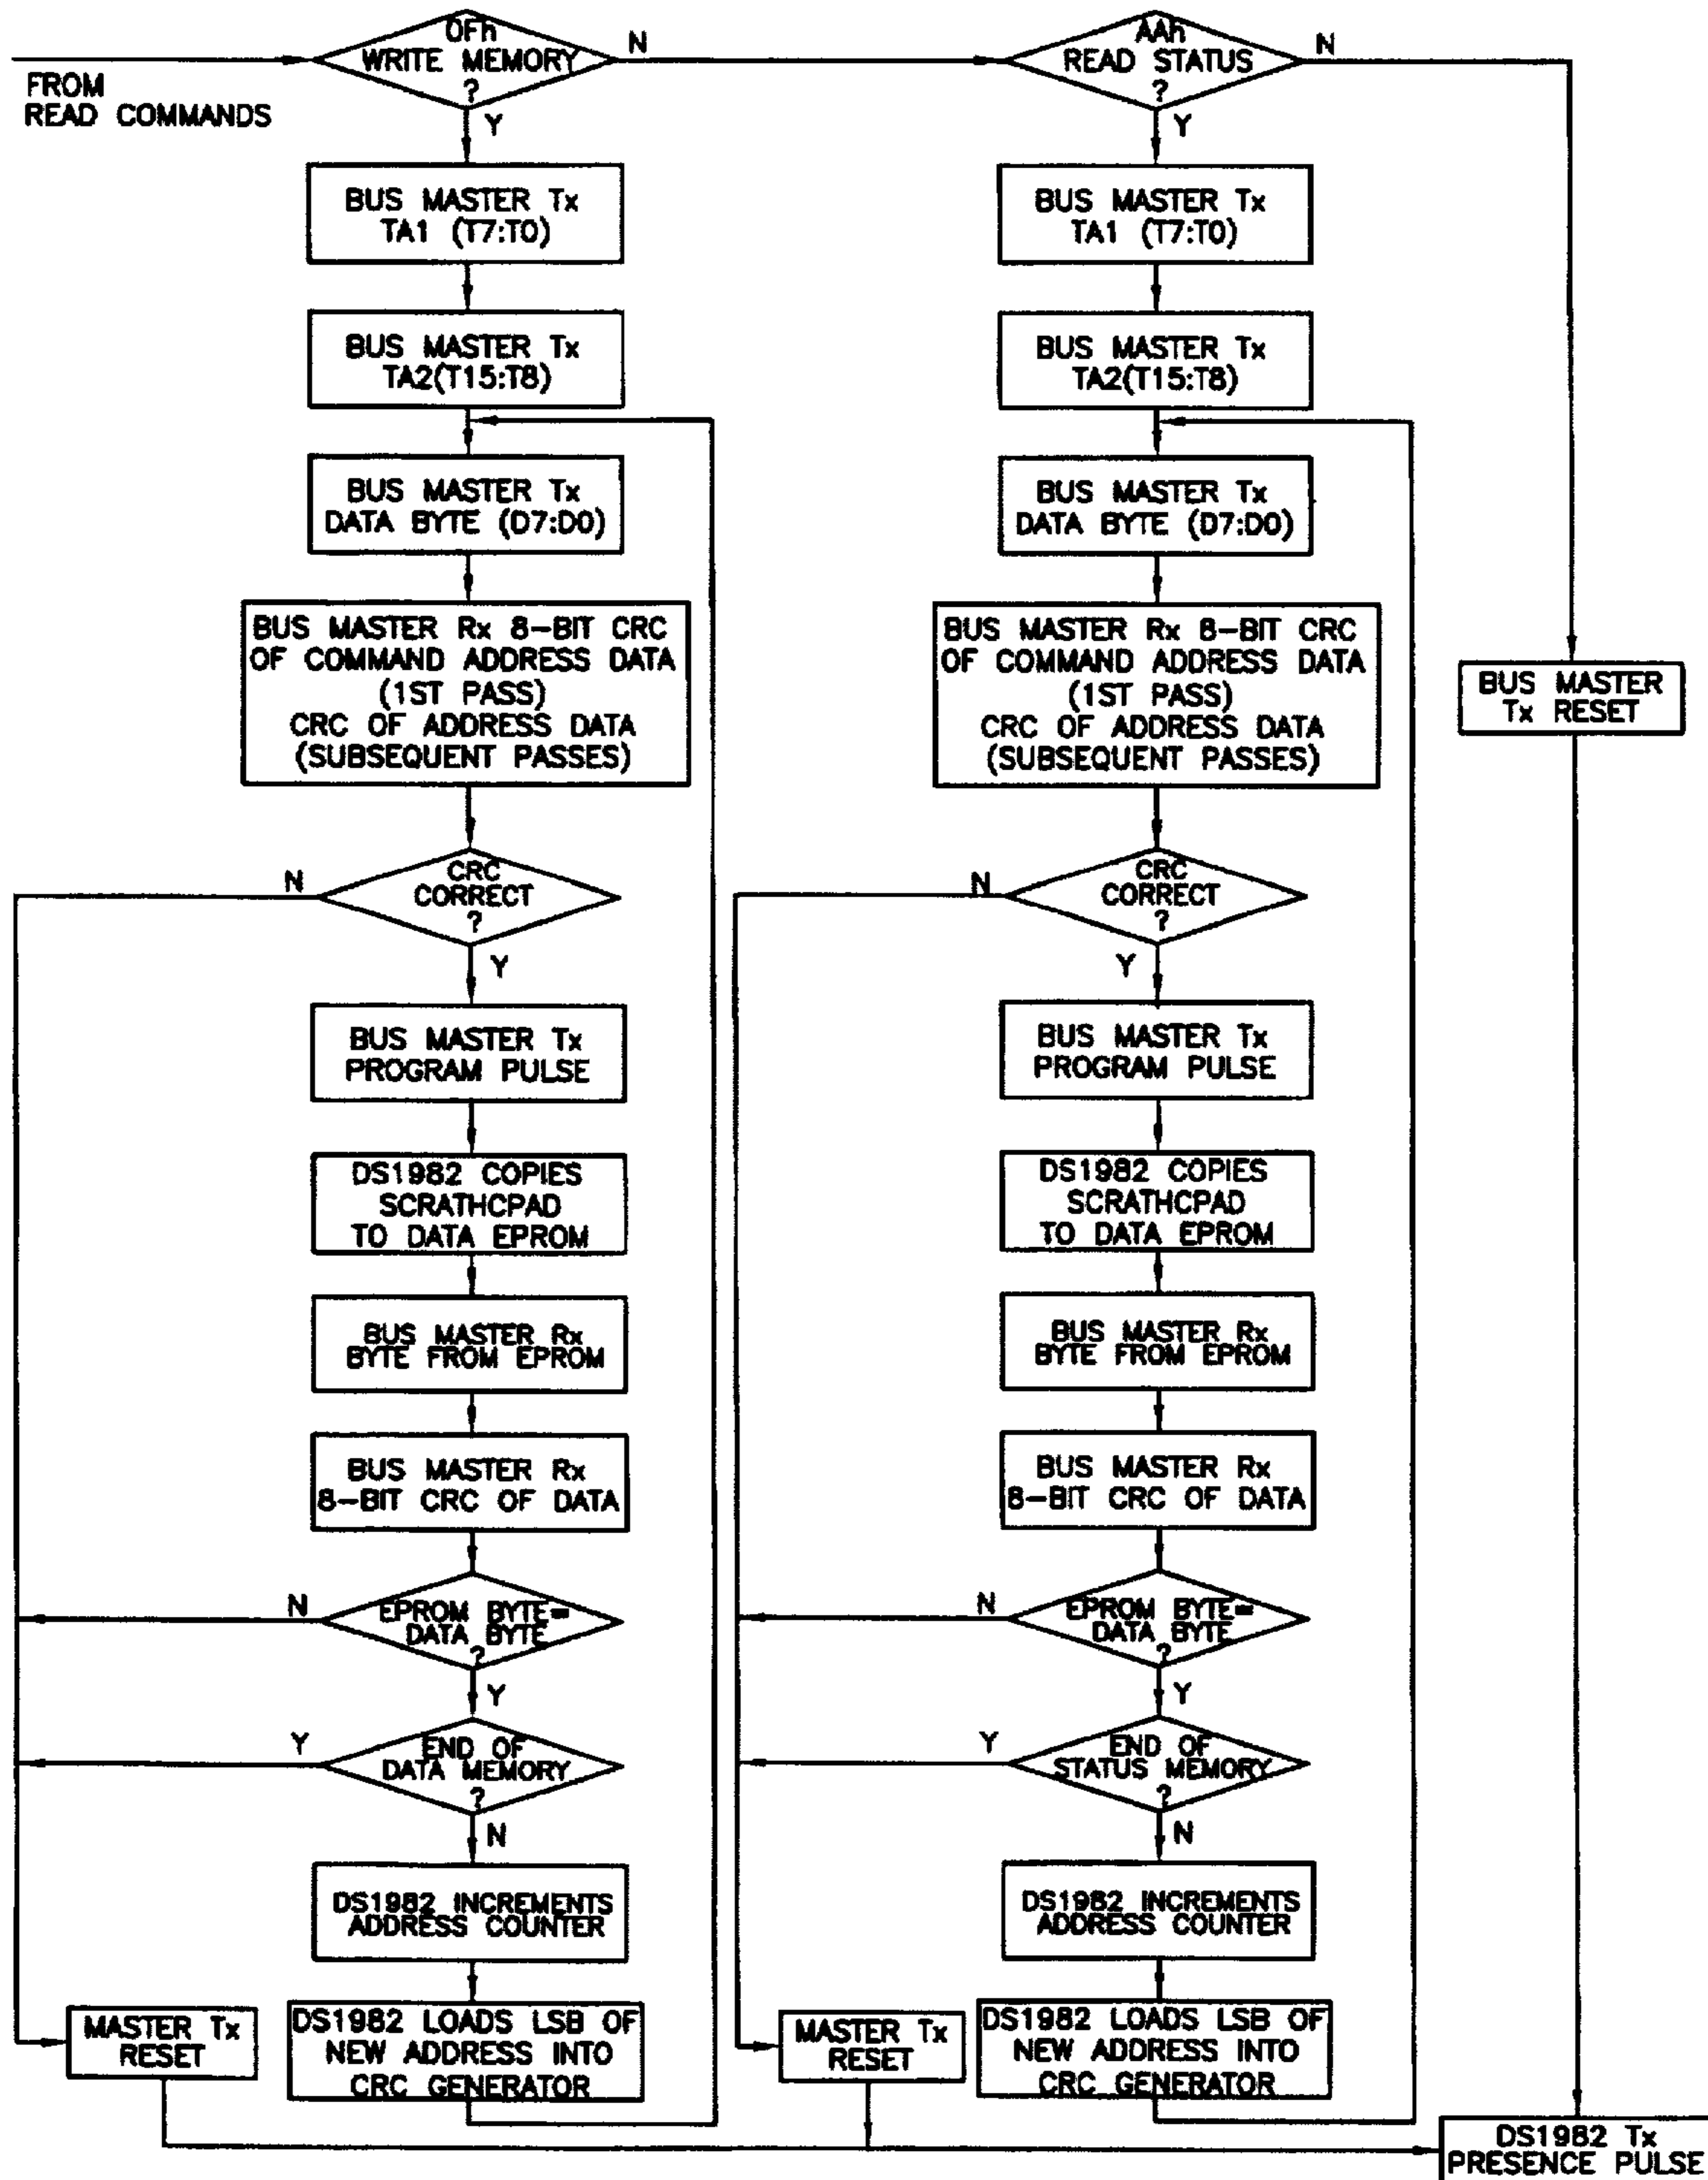 0Fh
WRITE MEMORY
?
N
Y
FROM
READ COMMANDS
BUS MASTER Tx
TA1 (T7:T0)
BUS MASTER Tx
TA2(T15:T8)
BUS MASTER Tx
DATA BYTE (D7:D0)
BUS MASTER Rx 8-BIT CRC
OF COMMAND ADDRESS DATA
(1ST PASS)
CRC OF ADDRESS DATA
(SUBSEQUENT PASSES)
CRC
CORRECT
?
N
Y
BUS MASTER Tx
PROGRAM PULSE
DS1982 COPIES
SCRATHCPAD
TO DATA EPROM
BUS MASTER Rx
BYTE FROM EPROM
BUS MASTER Rx
8-BIT CRC OF DATA
EPROM BYTE=
DATA BYTE
?
N
Y
END OF
DATA MEMORY
?
Y
N
DS1982 INCREMENTS
ADDRESS COUNTER
DS1982 LOADS LSB OF
NEW ADDRESS INTO
CRC GENERATOR
MASTER Tx
RESET
AAh
READ STATUS
?
N
Y
BUS MASTER Tx
TA1 (T7:T0)
BUS MASTER Tx
TA2(T15:T8)
BUS MASTER Tx
DATA BYTE (D7:D0)
BUS MASTER Rx 8-BIT CRC
OF COMMAND ADDRESS DATA
(1ST PASS)
CRC OF ADDRESS DATA
(SUBSEQUENT PASSES)
CRC
CORRECT
?
N
Y
BUS MASTER Tx
PROGRAM PULSE
DS1982 COPIES
SCRATHCPAD
TO DATA EPROM
BUS MASTER Rx
BYTE FROM EPROM
BUS MASTER Rx
8-BIT CRC OF DATA
EPROM BYTE=
DATA BYTE
?
N
Y
END OF
STATUS MEMORY
?
Y
N
DS1982 INCREMENTS
ADDRESS COUNTER
DS1982 LOADS LSB OF
NEW ADDRESS INTO
CRC GENERATOR
MASTER Tx
RESET
BUS MASTER
Tx RESET
DS1982 Tx
PRESENCE PULSE